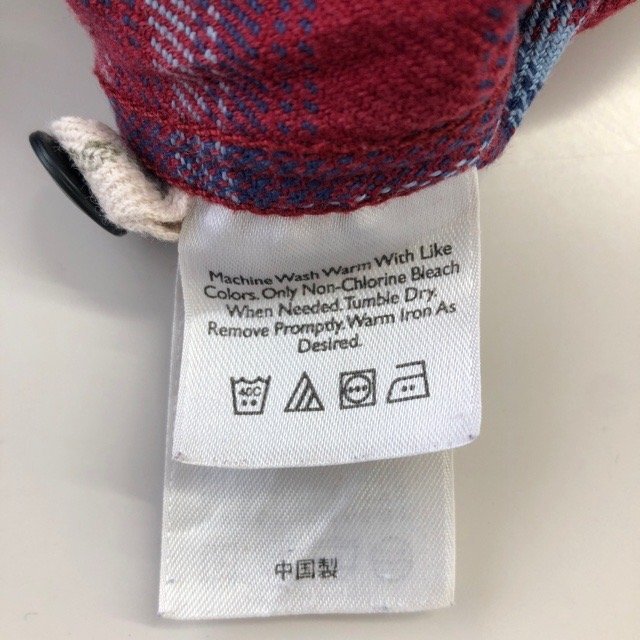 Machine Wash Warm With Like
Colors. Only Non-Chlorine Bleach
When Needed. Tumble Dry,
Remove Promptly. Warm Iron As
Desired.
40C
中国製